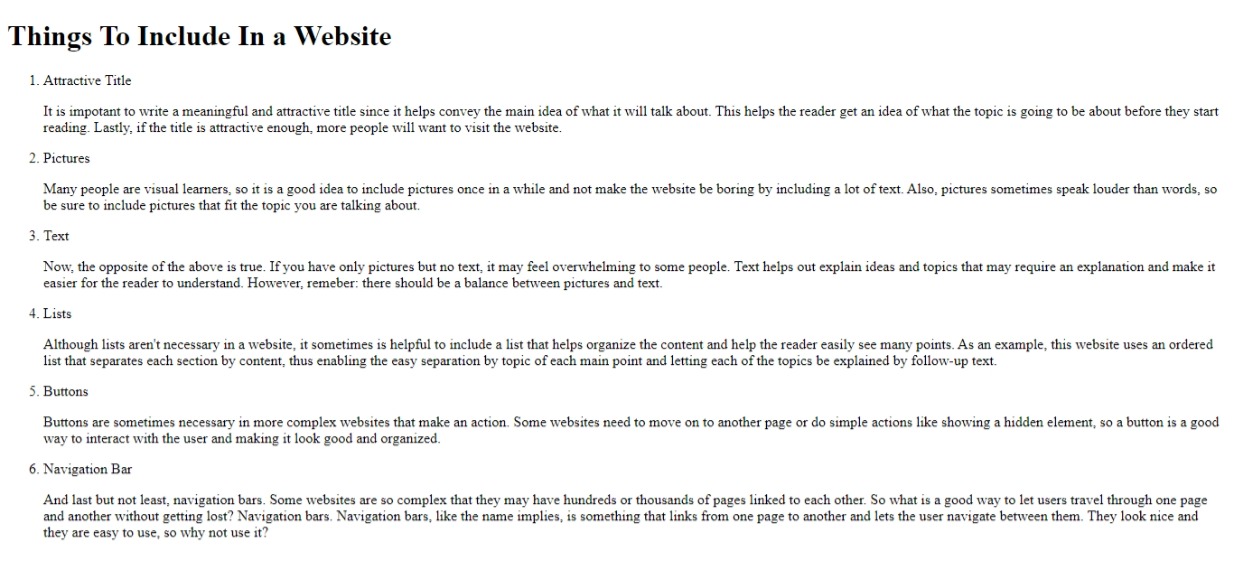 Things To Include In a Website
1. Attractive Title
It is impotant to write a meaningful and attractive title since it helps convey the main idea of what it will talk about. This helps the reader get an idea of what the topic is going to be about before they start
reading. Lastly, if the title is attractive enough, more people will want to visit the website.
2. Pictures
Many people are visual learners, so it is a good idea to include pictures once in a while and not make the website be boring by including a lot of text. Also, pictures sometimes speak louder than words, so
be sure to include pictures that fit the topic you are talking about.
3. Text
Now, the opposite of the above is true. If you have only pictures but no text, it may feel overwhelming to some people. Text helps out explain ideas and topics that may require an explanation and make it
easier for the reader to understand. However, remeber: there should be a balance between pictures and text.
4. Lists
Although lists aren't necessary in a website, it sometimes is helpful to include a list that helps organize the content and help the reader easily see many points. As an example, this website uses an ordered
list that separates each section by content, thus enabling the easy separation by topic of each main point and letting each of the topics be explained by follow-up text.
5. Buttons
Buttons are sometimes necessary in more complex websites that make an action. Some websites need to move on to another page or do simple actions like showing a hidden element, so a button is a good
way to interact with the user and making it look good and organized.
6. Navigation Bar
And last but not least, navigation bars. Some websites are so complex that they may have hundreds or thousands of pages linked to each other. So what is a good way to let users travel through one page
and another without getting lost? Navigation bars. Navigation bars, like the name implies, is something that links from one page to another and lets the user navigate between them. They look nice and
they are easy to use, so why not use it?